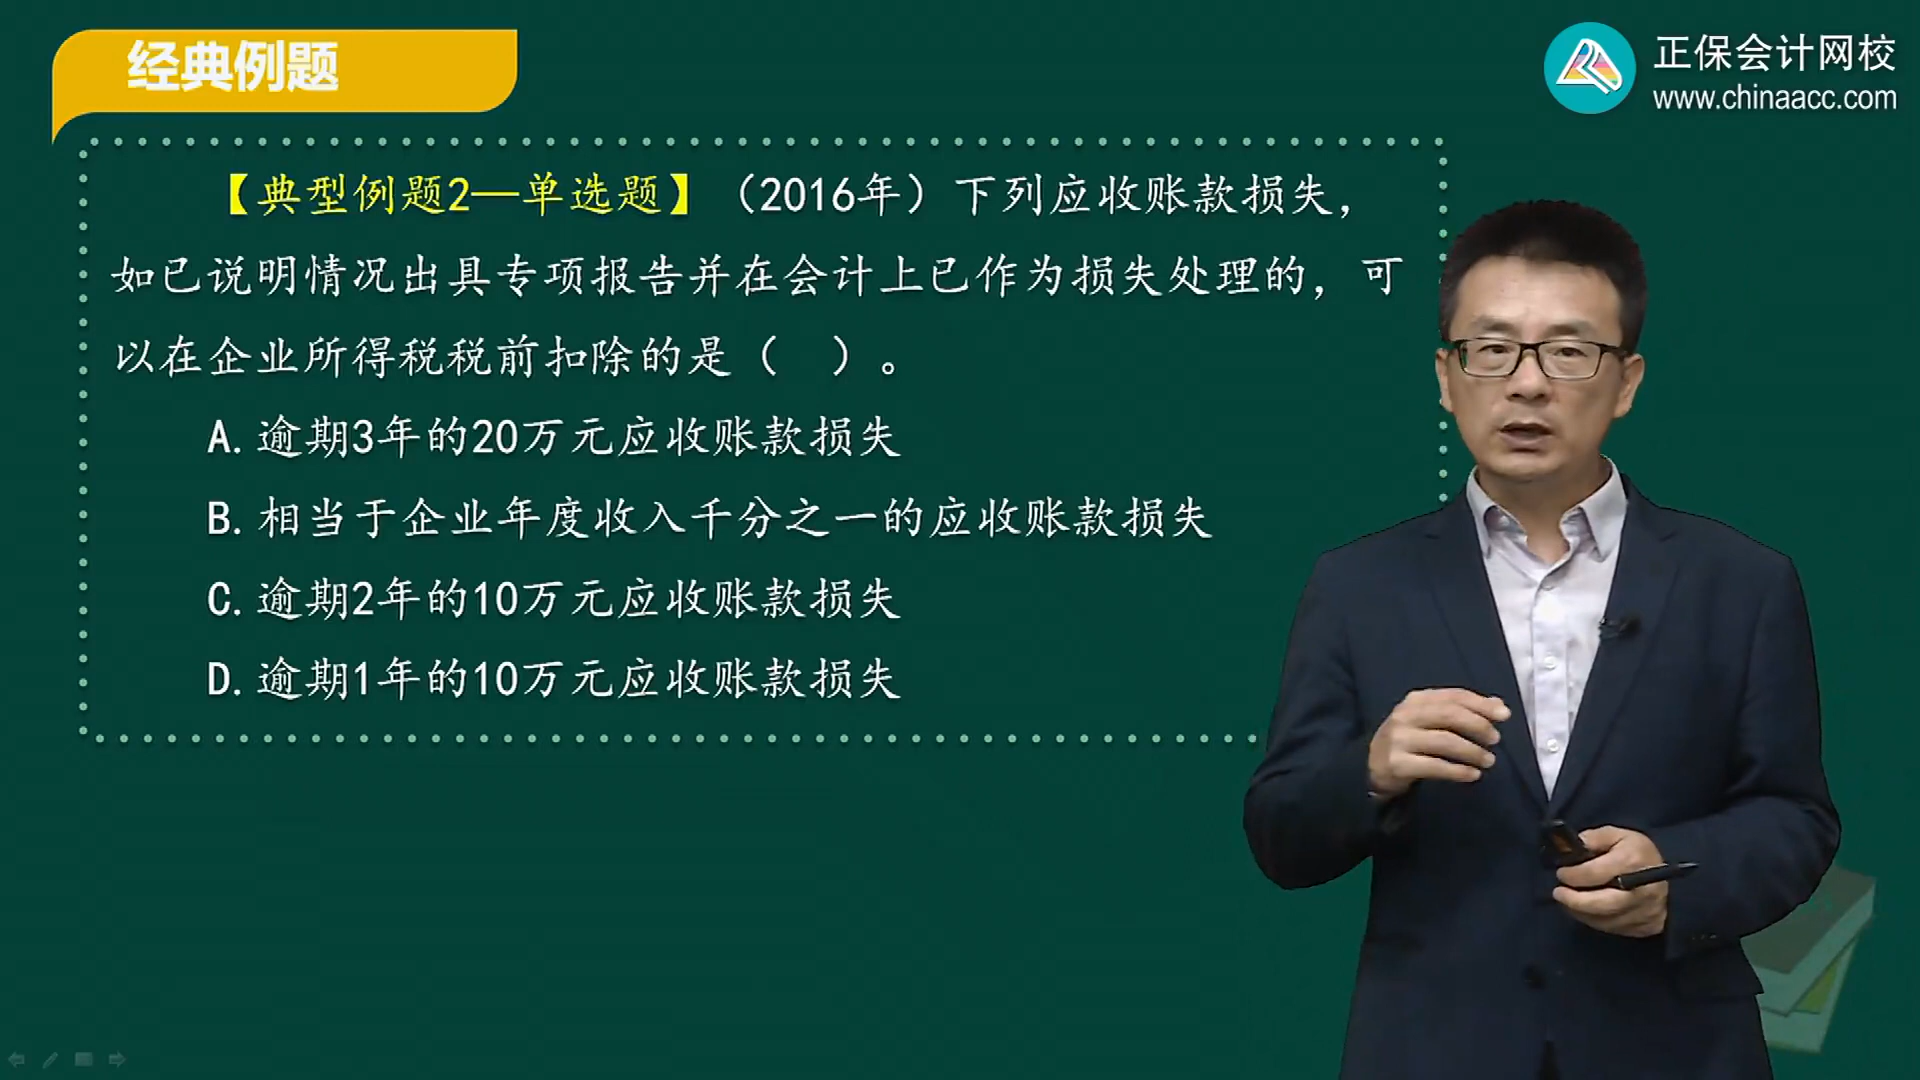 经典例题
正保会计网校
www.chinaacc.com
【典型例题2—单选题】（2016年）下列应收账款损失，
如已说明情况出具专项报告并在会计上已作为损失处理的，可
以在企业所得税税前扣除的是（ ）。
A. 逾期3年的20万元应收账款损失
B. 相当于企业年度收入千分之一的应收账款损失
C. 逾期2年的10万元应收账款损失
D. 逾期1年的10万元应收账款损失